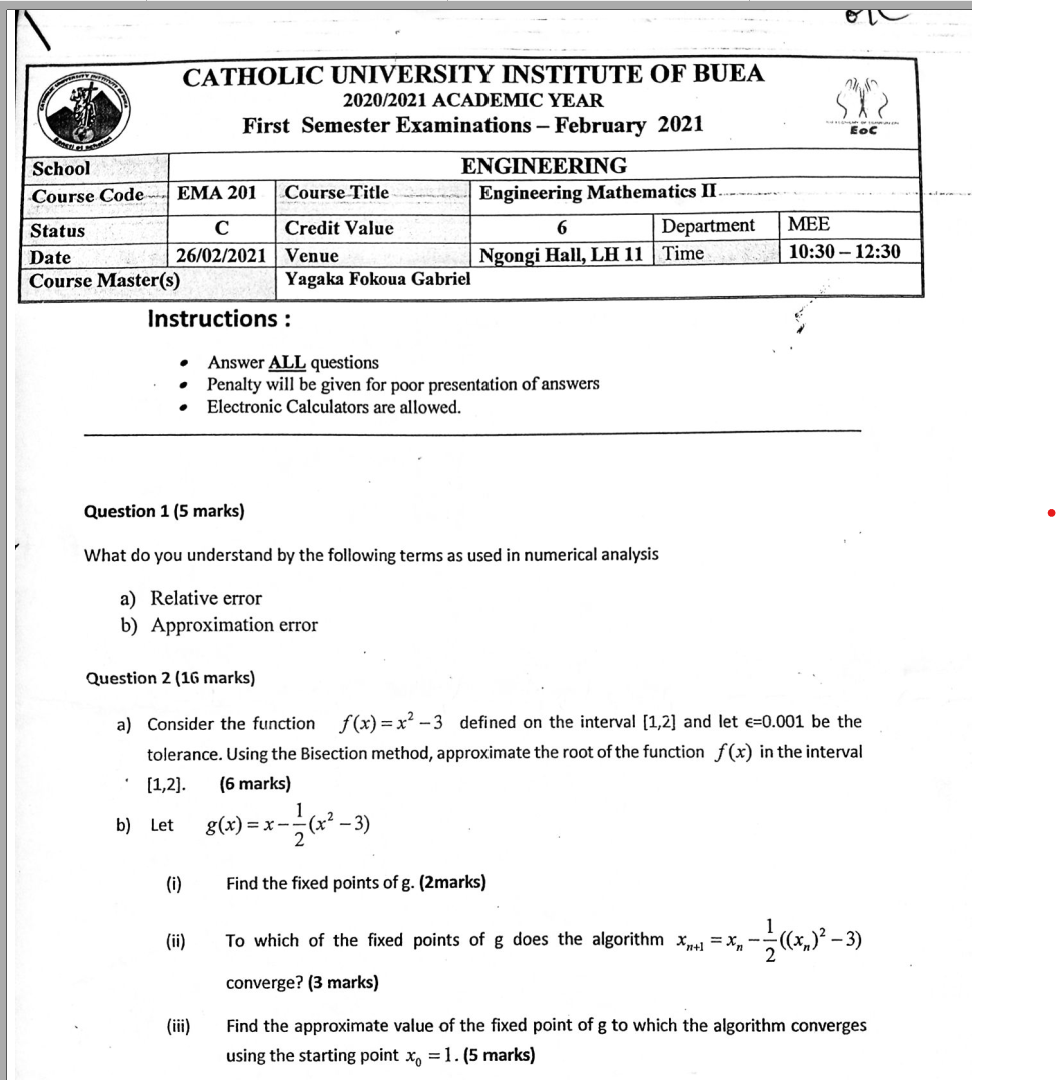 CATHOLIC UNIVERSITY INSTITUTE OF BUEA
2020/2021 ACADEMIC YEAR
First Semester Examinations – February 2021
EoC
School ENGINEERING
Course Code EMA 201 Course Title Engineering Mathematics II
Status C Credit Value 6 Department MEE
Date 26/02/2021 Venue Ngongi Hall, LH 11 Time 10:30 – 12:30
Course Master(s) Yagaka Fokoua Gabriel
Instructions :
• Answer ALL questions
• Penalty will be given for poor presentation of answers
• Electronic Calculators are allowed.
Question 1 (5 marks)
What do you understand by the following terms as used in numerical analysis
a) Relative error
b) Approximation error
Question 2 (16 marks)
a) Consider the function f(x) = x² – 3 defined on the interval [1,2] and let ϵ=0.001 be the
tolerance. Using the Bisection method, approximate the root of the function f(x) in the interval
[1,2]. (6 marks)
b) Let g(x) = x – 1/2 (x² – 3)
(i) Find the fixed points of g. (2marks)
(ii) To which of the fixed points of g does the algorithm xₙ₊₁ = xₙ – 1/2 ((xₙ)² – 3)
converge? (3 marks)
(iii) Find the approximate value of the fixed point of g to which the algorithm converges
using the starting point x₀ = 1. (5 marks)